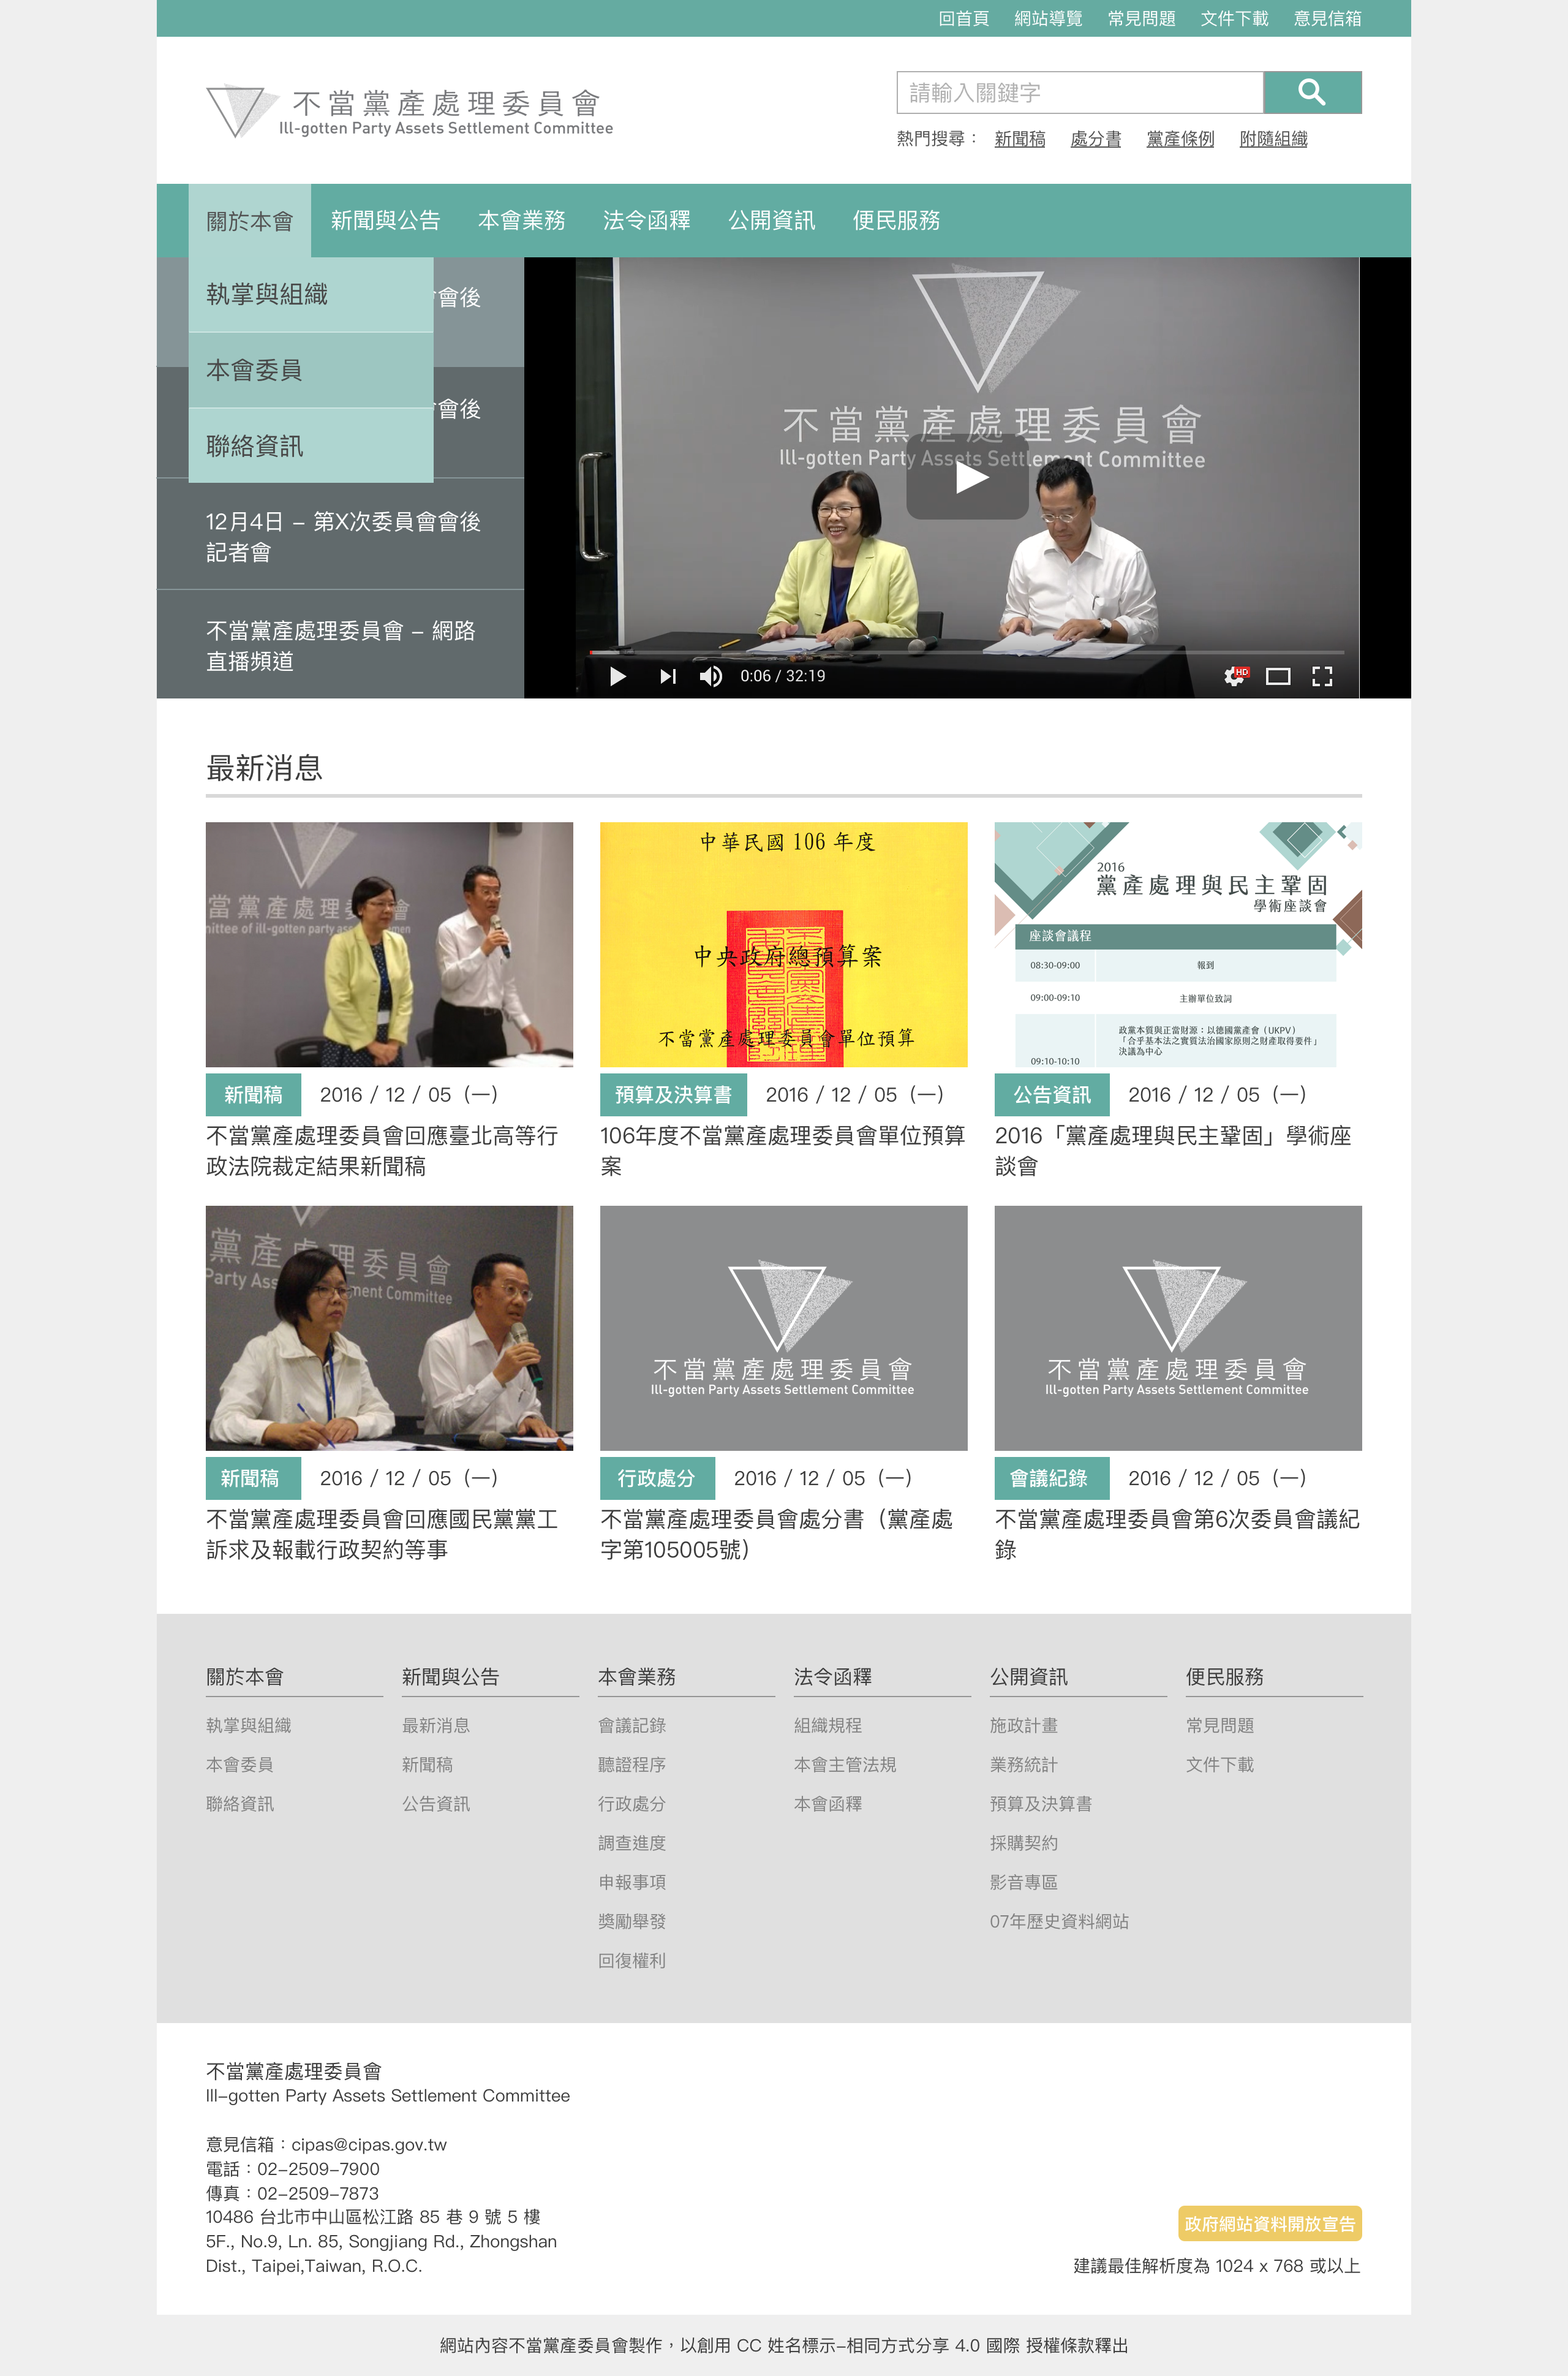 回首頁 網站導覽 常見問題 文件下載 意見信箱
不當黨產處理委員會
Ill-gotten Party Assets Settlement Committee
請輸入關鍵字
熱門搜尋： 新聞稿 處分書 黨產條例 附隨組織
關於本會 新聞與公告 本會業務 法令函釋 公開資訊 便民服務
執掌與組織
本會委員
聯絡資訊
會後
會後
12月4日 – 第X次委員會會後
記者會
不當黨產處理委員會 – 網路
直播頻道
不當黨產處理委員會
Ill-gotten Party Assets Settlement Committee
0:06 / 32:19
HD
最新消息
中華民國 106 年度
中央政府總預算案
不當黨產處理委員會單位預算
2016
黨產處理與民主鞏固
學術座談會
座談會議程
08:30-09:00 報到
09:00-09:10 主辦單位致詞
政黨本質與正當財源：以德國黨產會（UKPV）
「合乎基本法之實質法治國家原則之財產取得要件」
決議為中心
09:10-10:10
新聞稿 2016 / 12 / 05（一）
不當黨產處理委員會回應臺北高等行
政法院裁定結果新聞稿
預算及決算書 2016 / 12 / 05（一）
106年度不當黨產處理委員會單位預算
案
公告資訊 2016 / 12 / 05（一）
2016「黨產處理與民主鞏固」學術座
談會
黨產處理委員會
Party Ass
ment Committee
不當黨產處理委員會
Ill-gotten Party Assets Settlement Committee
不當黨產處理委員會
Ill-gotten Party Assets Settlement Committee
新聞稿 2016 / 12 / 05（一）
不當黨產處理委員會回應國民黨黨工
訴求及報載行政契約等事
行政處分 2016 / 12 / 05（一）
不當黨產處理委員會處分書（黨產處
字第105005號）
會議紀錄 2016 / 12 / 05（一）
不當黨產處理委員會第6次委員會議紀
錄
關於本會
執掌與組織
本會委員
聯絡資訊
新聞與公告
最新消息
新聞稿
公告資訊
本會業務
會議記錄
聽證程序
行政處分
調查進度
申報事項
獎勵舉發
回復權利
法令函釋
組織規程
本會主管法規
本會函釋
公開資訊
施政計畫
業務統計
預算及決算書
採購契約
影音專區
07年歷史資料網站
便民服務
常見問題
文件下載
不當黨產處理委員會
Ill–gotten Party Assets Settlement Committee
意見信箱：cipas@cipas.gov.tw
電話：02–2509–7900
傳真：02–2509–7873
10486 台北市中山區松江路 85 巷 9 號 5 樓
5F., No.9, Ln. 85, Songjiang Rd., Zhongshan
Dist., Taipei,Taiwan, R.O.C.
政府網站資料開放宣告
建議最佳解析度為 1024 x 768 或以上
網站內容不當黨產委員會製作，以創用 CC 姓名標示–相同方式分享 4.0 國際 授權條款釋出